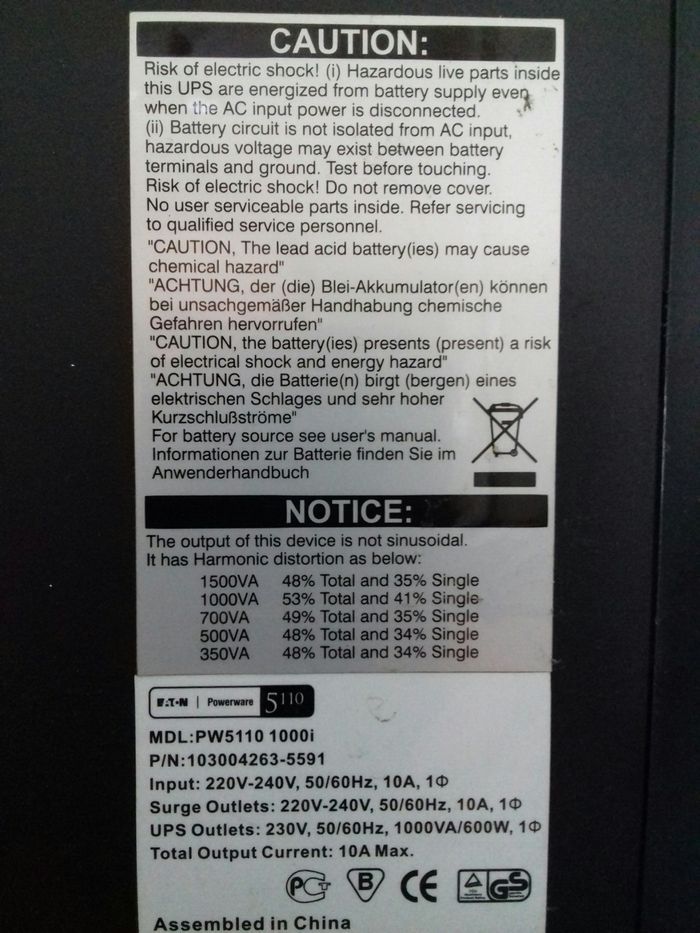 CAUTION:
Risk of electric shock! (i) Hazardous live parts inside
this UPS are energized from battery supply even
when the AC input power is disconnected.
(ii) Battery circuit is not isolated from AC input,
hazardous voltage may exist between battery
terminals and ground. Test before touching.
Risk of electric shock! Do not remove cover.
No user serviceable parts inside. Refer servicing
to qualified service personnel.
"CAUTION, The lead acid battery(ies) may cause
chemical hazard"
"ACHTUNG, der (die) Blei-Akkumulator(en) können
bei unsachgemäßer Handhabung chemische
Gefahren hervorrufen"
"CAUTION, the battery(ies) presents (present) a risk
of electrical shock and energy hazard"
"ACHTUNG, die Batterie(n) birgt (bergen) eines
elektrischen Schlages und sehr hoher
Kurzschlußströme"
For battery source see user's manual.
Informationen zur Batterie finden Sie im
Anwenderhandbuch
NOTICE:
The output of this device is not sinusoidal.
It has Harmonic distortion as below:
1500VA 48% Total and 35% Single
1000VA 53% Total and 41% Single
700VA 49% Total and 35% Single
500VA 48% Total and 34% Single
350VA 48% Total and 34% Single
EATON | Powerware 5110
MDL:PW5110 1000i
P/N:103004263-5591
Input: 220V-240V, 50/60Hz, 10A, 1Φ
Surge Outlets: 220V-240V, 50/60Hz, 10A, 1Φ
UPS Outlets: 230V, 50/60Hz, 1000VA/600W, 1Φ
Total Output Current: 10A Max.
PCT B CE GS
Assembled in China